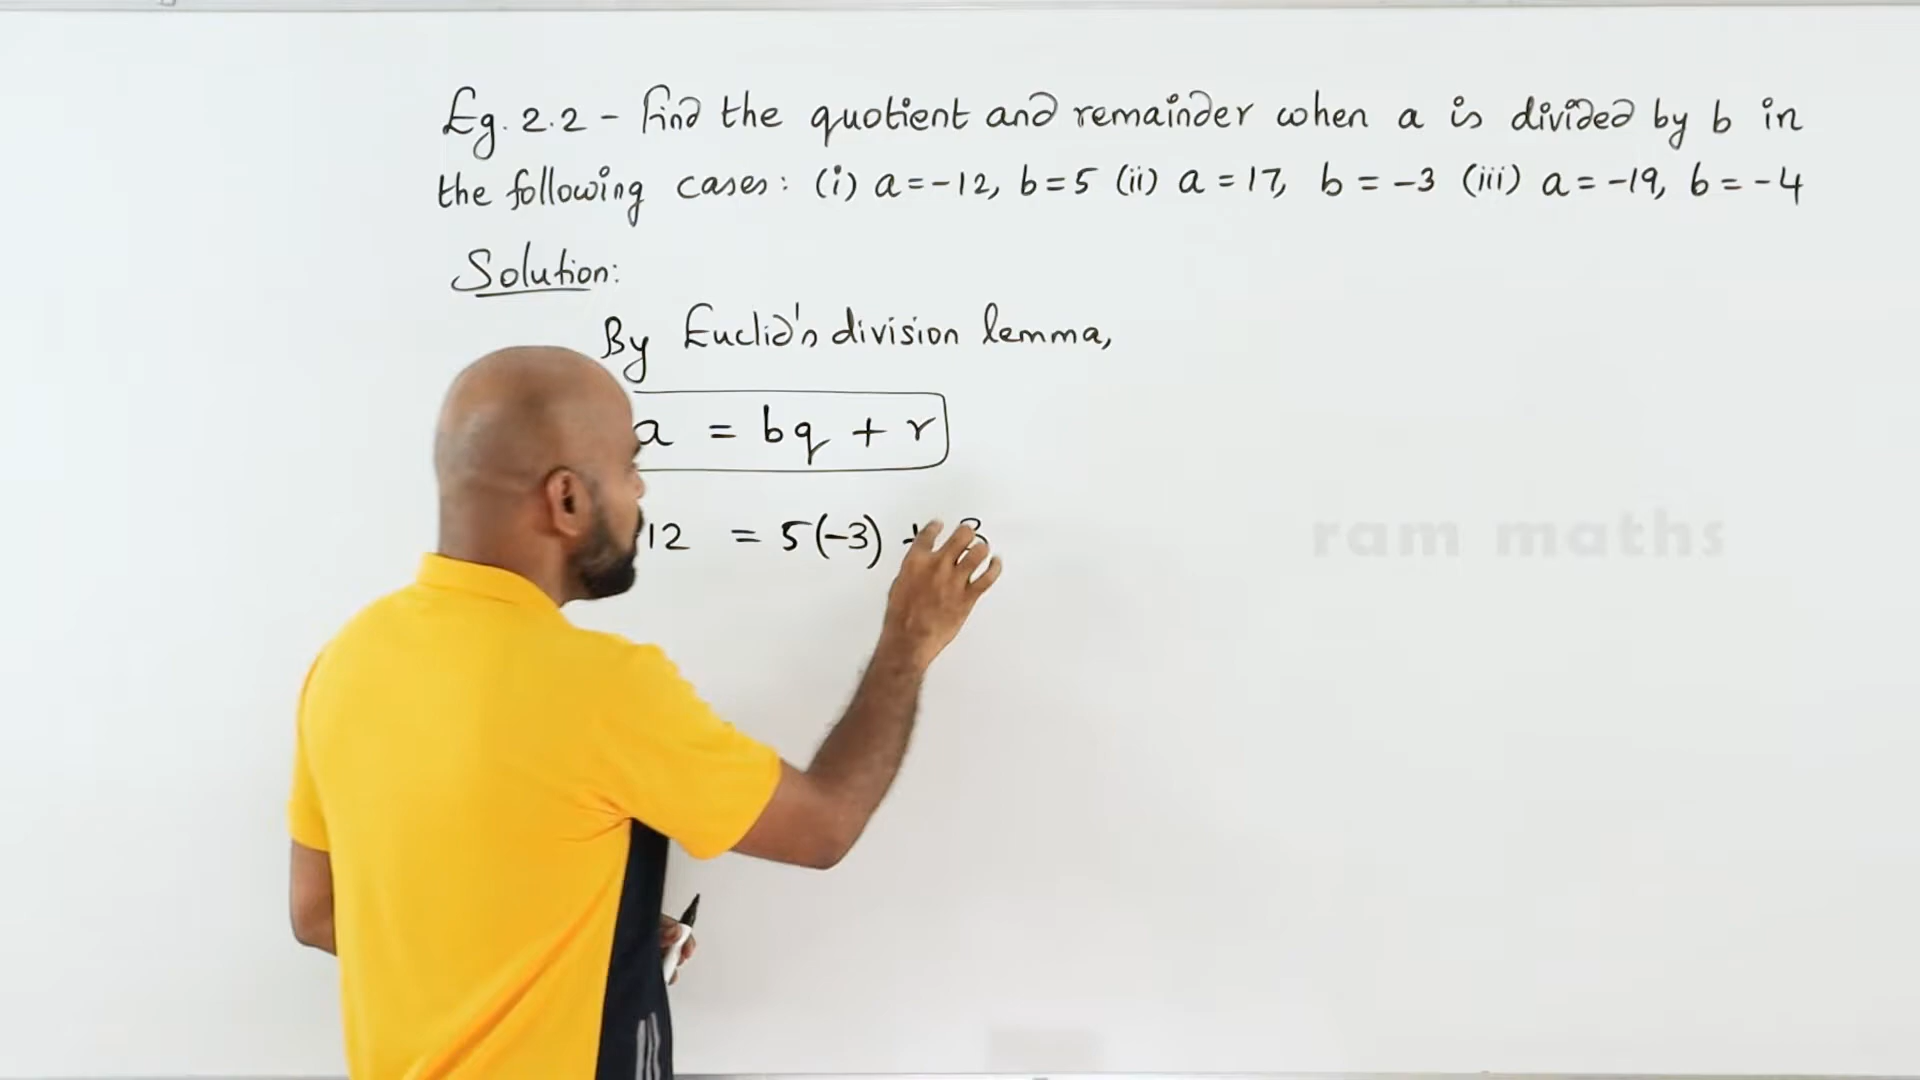 Eg. 2.2 - Find the quotient and remainder when a is divided by b in
the following cases: (i) a = -12, b = 5 (ii) a = 17, b = -3 (iii) a = -19, b = -4
Solution:
By Euclid's division lemma,
a = bq + r
12 = 5(-3) + 3
ram maths